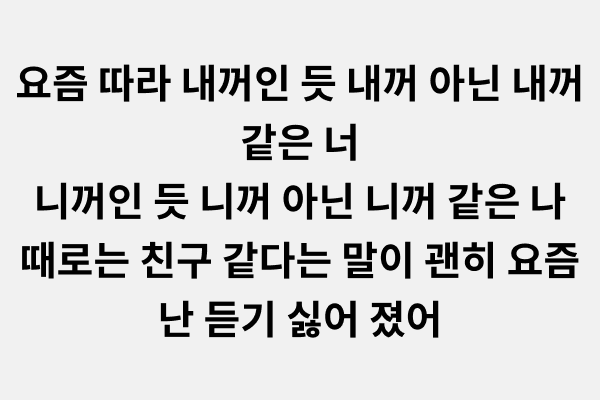 요즘 따라 내꺼인 듯 내꺼 아닌 내꺼
같은 너
니꺼인 듯 니꺼 아닌 니꺼 같은 나
때로는 친구 같다는 말이 괜히 요즘
난 듣기 싫어 졌어